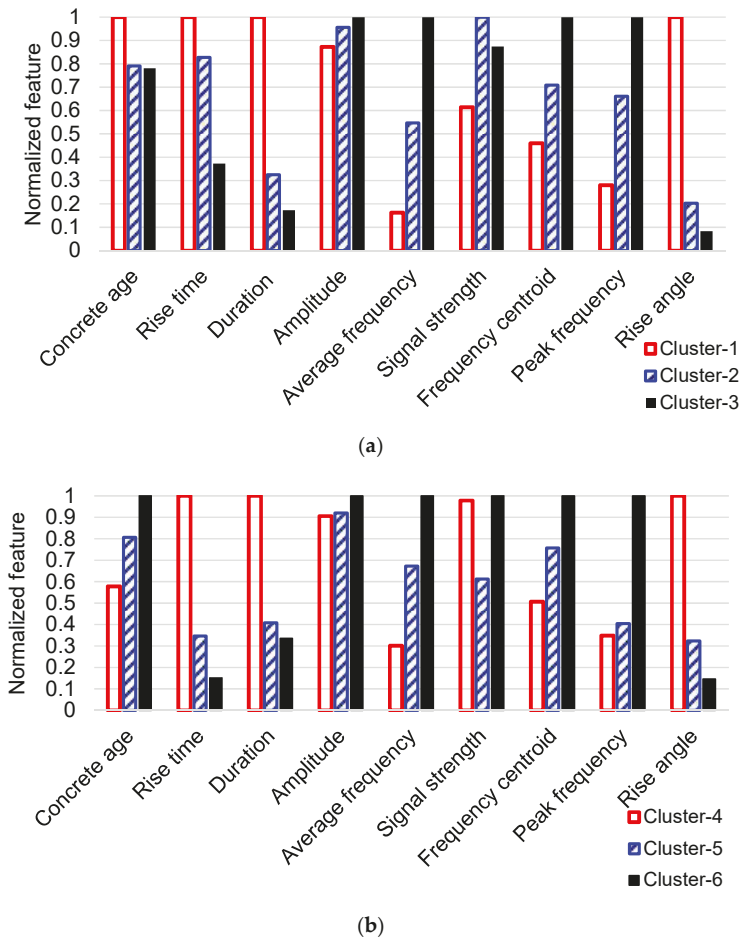 Normalized feature
1
0.9
0.8
0.7
0.6
0.5
0.4
0.3
0.2
0.1
0
Concrete age
Rise time
Duration
Amplitude
Average frequency
Signal strength
Frequency centroid
Peak frequency
Rise angle
Cluster-1
Cluster-2
Cluster-3
(a)
Normalized feature
1
0.9
0.8
0.7
0.6
0.5
0.4
0.3
0.2
0.1
0
Concrete age
Rise time
Duration
Amplitude
Average frequency
Signal strength
Frequency centroid
Peak frequency
Rise angle
Cluster-4
Cluster-5
Cluster-6
(b)